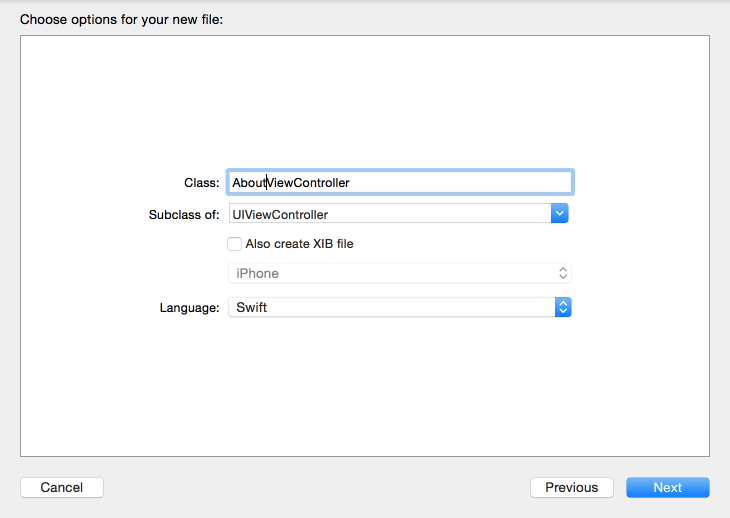 Choose options for your new file:
Class: AboutViewController
Subclass of: UIViewController
Also create XIB file
iPhone
Language: Swift
Cancel Previous Next